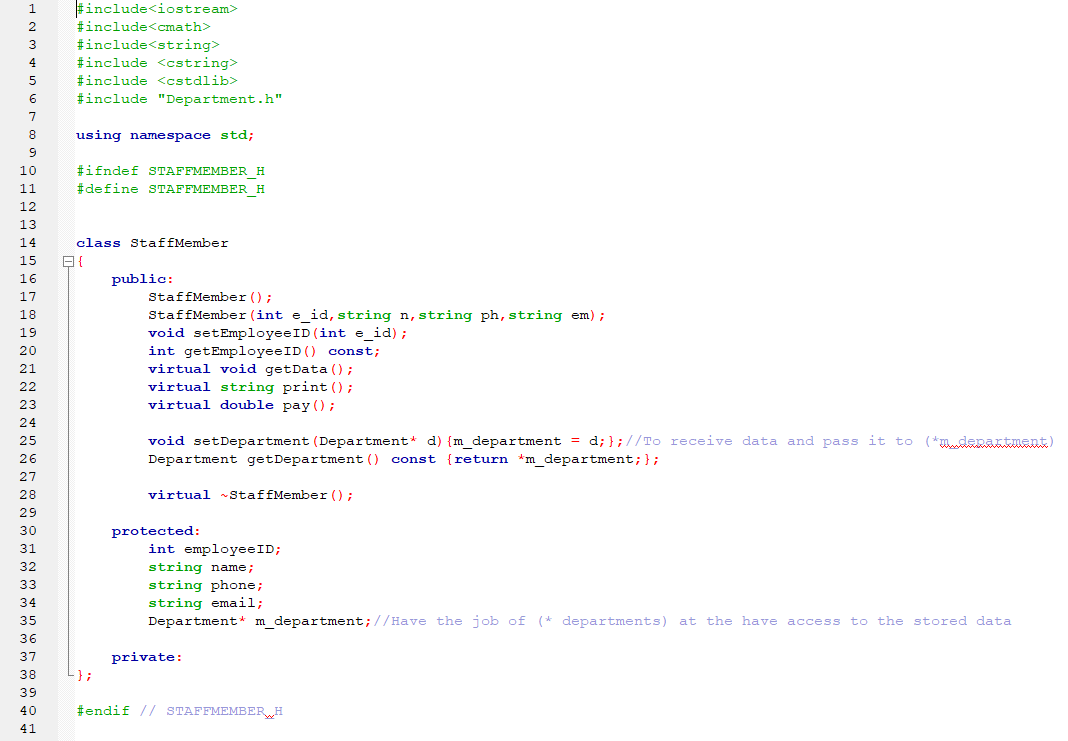 1 #include<iostream>
2 #include<cmath>
3 #include<string>
4 #include <cstring>
5 #include <cstdlib>
6 #include "Department.h"
7
8 using namespace std;
9
10 #ifndef STAFFMEMBER_H
11 #define STAFFMEMBER_H
12
13
14 class StaffMember
15 {
16 public:
17 StaffMember();
18 StaffMember(int e_id,string n,string ph,string em);
19 void setEmployeeID(int e_id);
20 int getEmployeeID() const;
21 virtual void getData();
22 virtual string print();
23 virtual double pay();
24
25 void setDepartment(Department* d){m_department = d;};//To receive data and pass it to (*m_department)
26 Department getDepartment() const {return *m_department;};
27
28 virtual ~StaffMember();
29
30 protected:
31 int employeeID;
32 string name;
33 string phone;
34 string email;
35 Department* m_department;//Have the job of (* departments) at the have access to the stored data
36
37 private:
38 };
39
40 #endif // STAFFMEMBER_H
41